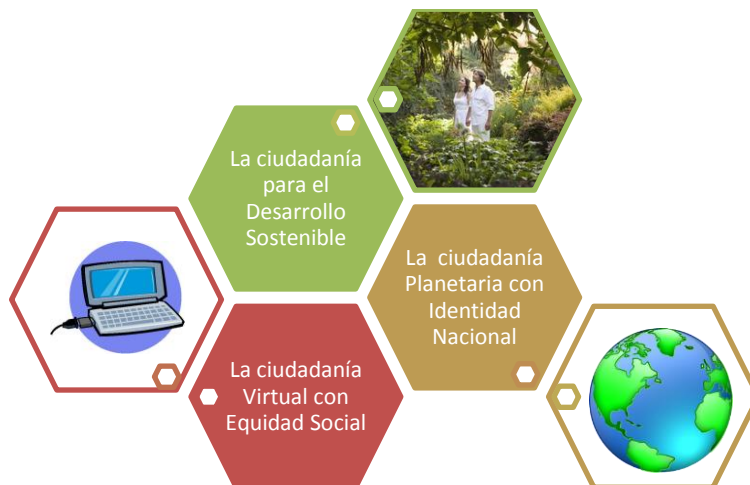 La ciudadanía
para el
Desarrollo
Sostenible
La ciudadanía
Planetaria con
Identidad
Nacional
La ciudadanía
Virtual con
Equidad Social